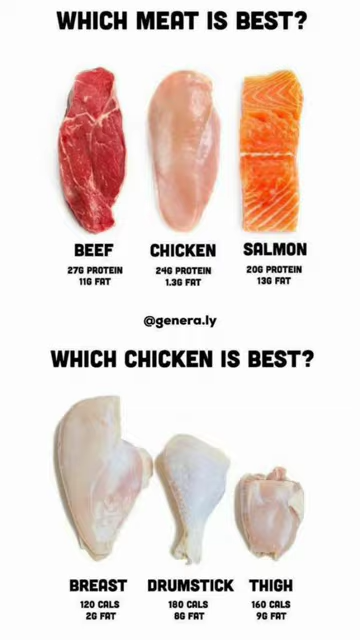 WHICH MEAT IS BEST?
BEEF CHICKEN SALMON
27G PROTEIN 24G PROTEIN 20G PROTEIN
11G FAT 1.3G FAT 13G FAT
@genera.ly
WHICH CHICKEN IS BEST?
BREAST DRUMSTICK THIGH
120 CALS 180 CALS 160 CALS
2G FAT 8G FAT 9G FAT